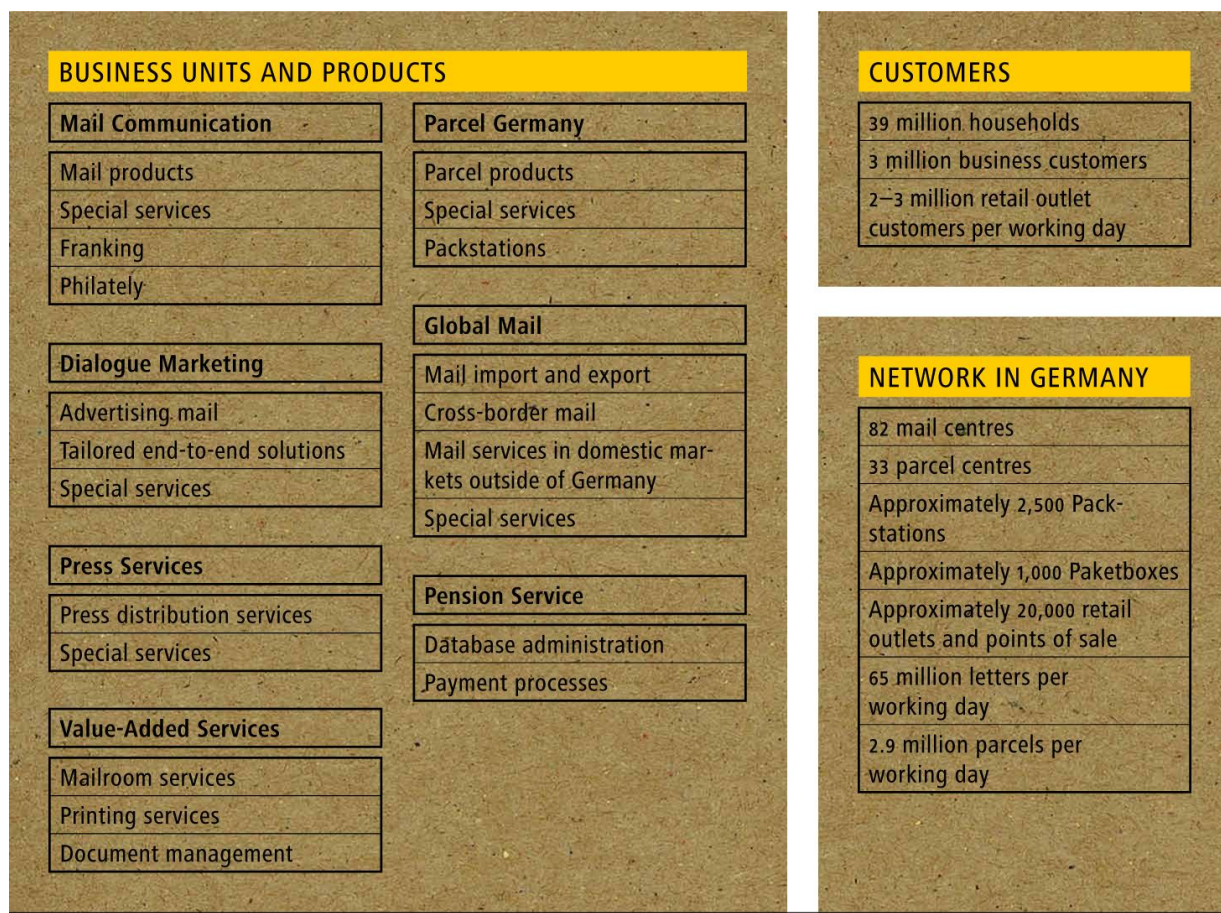 BUSINESS UNITS AND PRODUCTS
Mail Communication
Mail products
Special services
Franking
Philately
Dialogue Marketing
Advertising mail
Tailored end-to-end solutions
Special services
Press Services
Press distribution services
Special services
Value-Added Services
Mailroom services
Printing services
Document management
Parcel Germany
Parcel products
Special services
Packstations
Global Mail
Mail import and export
Cross-border mail
Mail services in domestic mar-
kets outside of Germany
Special services
Pension Service
Database administration
Payment processes
CUSTOMERS
39 million households
3 million business customers
2–3 million retail outlet
customers per working day
NETWORK IN GERMANY
82 mail centres
33 parcel centres
Approximately 2,500 Pack-
stations
Approximately 1,000 Paketboxes
Approximately 20,000 retail
outlets and points of sale
65 million letters per
working day
2.9 million parcels per
working day